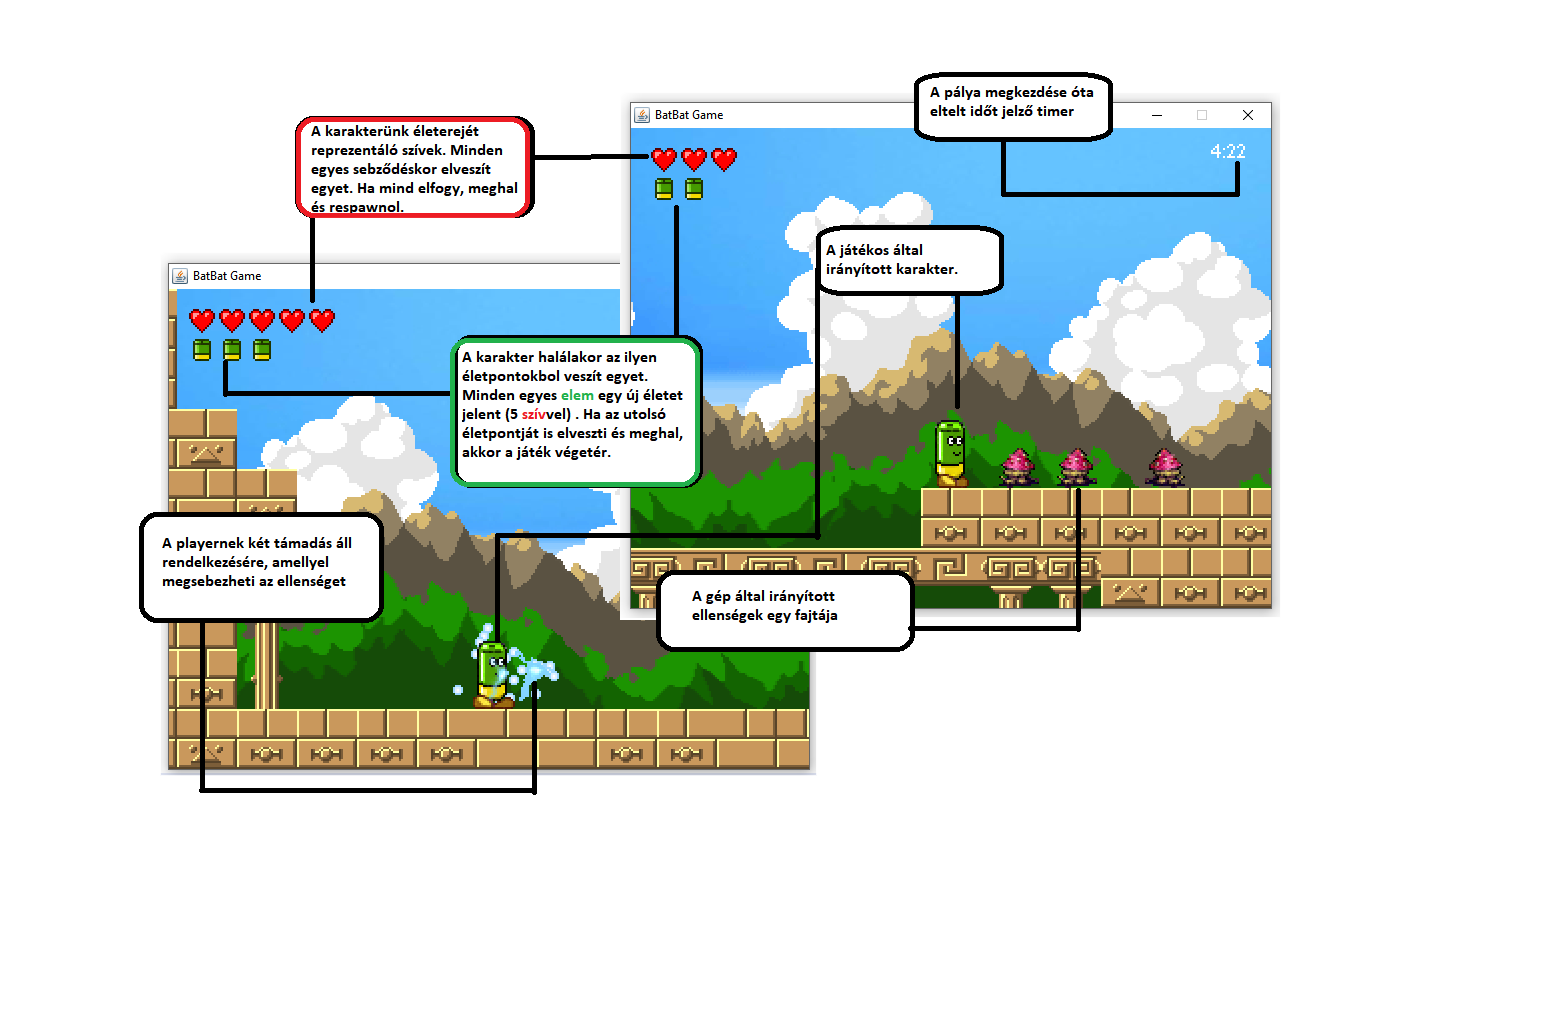 A pálya megkezdése óta
eltelt időt jelző timer
BatBat Game
4:22
A karakterünk életerejét
reprezentáló szívek. Minden
egyes sebződéskor elveszít
egyet. Ha mind elfogy, meghal
és respawnol.
A játékos által
irányított karakter.
BatBat Game
A karakter halálakor az ilyen
életpontokbol veszít egyet.
Minden egyes elem egy új életet
jelent (5 szívvel) . Ha az utolsó
életpontját is elveszti és meghal,
akkor a játék végetér.
A playernek két támadás áll
rendelkezésére, amellyel
megsebezheti az ellenséget
A gép által irányított
ellenségek egy fajtája